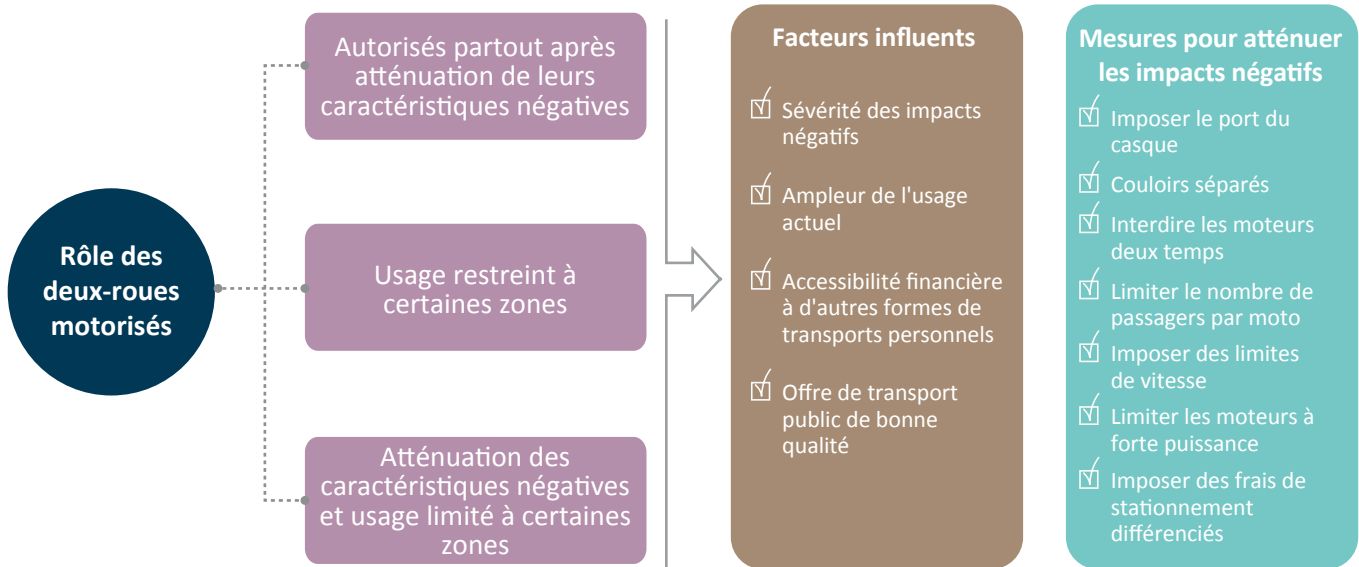 Rôle des
deux-roues
motorisés
Autorisés partout après
atténuation de leurs
caractéristiques négatives
Usage restreint à
certaines zones
Atténuation des
caractéristiques négatives
et usage limité à certaines
zones
Facteurs influents
Sévérité des impacts
négatifs
Ampleur de l'usage
actuel
Accessibilité financière
à d'autres formes de
transports personnels
Offre de transport
public de bonne
qualité
Mesures pour atténuer
les impacts négatifs
Imposer le port du
casque
Couloirs séparés
Interdire les moteurs
deux temps
Limiter le nombre de
passagers par moto
Imposer des limites
de vitesse
Limiter les moteurs à
forte puissance
Imposer des frais de
stationnement
différenciés